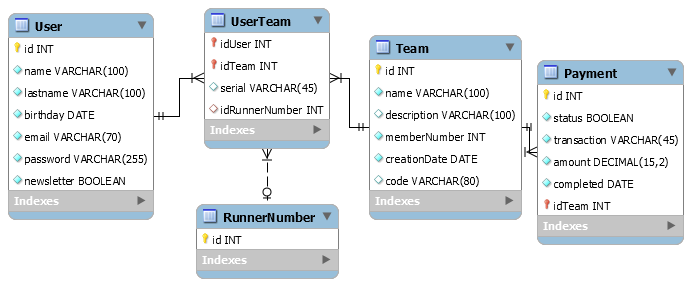 User
id INT
name VARCHAR(100)
lastname VARCHAR(100)
birthday DATE
email VARCHAR(70)
password VARCHAR(255)
newsletter BOOLEAN
Indexes
UserTeam
idUser INT
idTeam INT
serial VARCHAR(45)
idRunnerNumber INT
Indexes
RunnerNumber
id INT
Indexes
Team
id INT
name VARCHAR(100)
description VARCHAR(100)
memberNumber INT
creationDate DATE
code VARCHAR(80)
Indexes
Payment
id INT
status BOOLEAN
transaction VARCHAR(45)
amount DECIMAL(15,2)
completed DATE
idTeam INT
Indexes